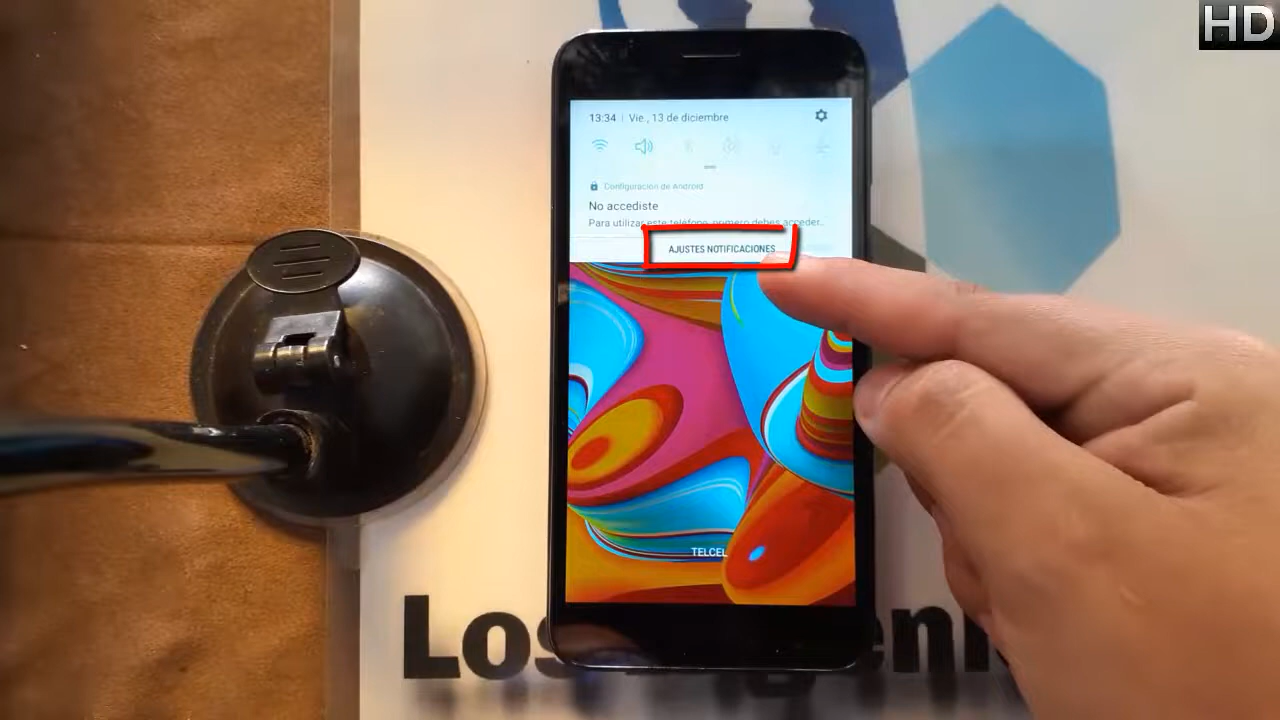 HD
13:34 | Vie., 13 de diciembre
Configuración de Android
No accediste
Para utilizar este teléfono, primero debes acceder..
AJUSTES NOTIFICACIONES
TELCEL
Los